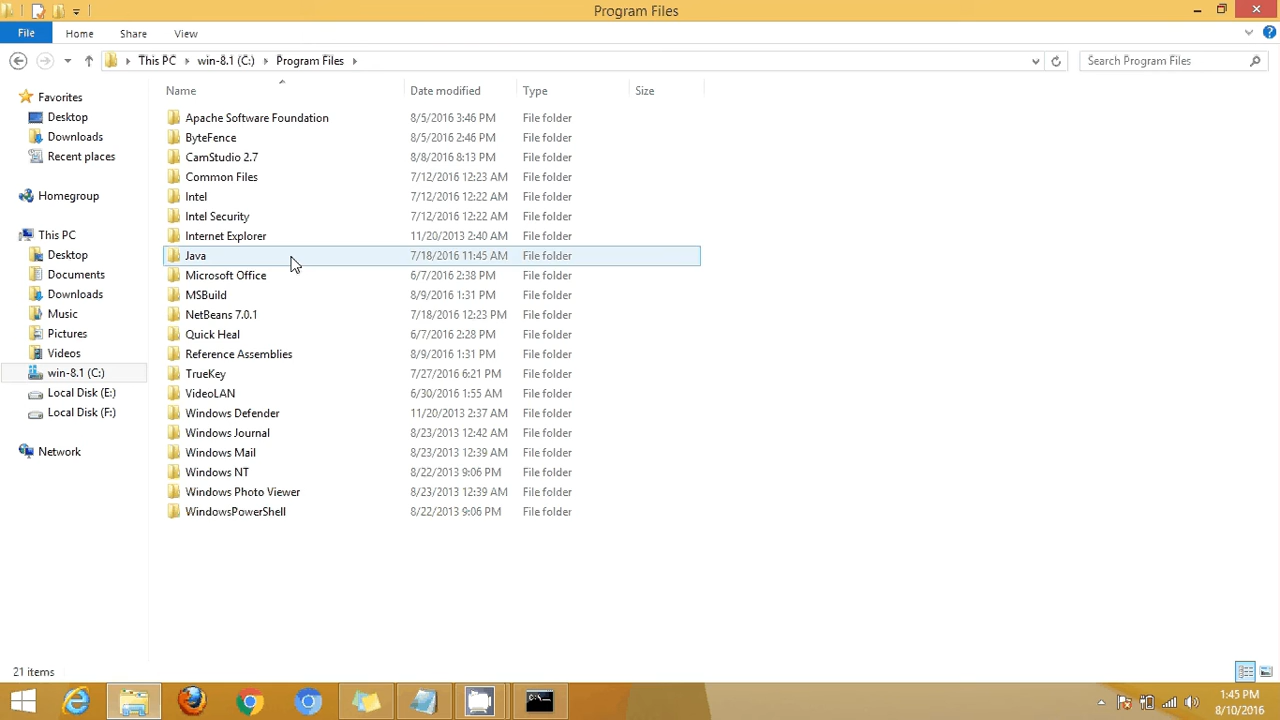 Program Files
File Home Share View
This PC win-8.1 (C:) Program Files
Search Program Files
Name Date modified Type Size
Favorites
Desktop
Downloads
Recent places
Homegroup
This PC
Desktop
Documents
Downloads
Music
Pictures
Videos
win-8.1 (C:)
Local Disk (E:)
Local Disk (F:)
Network
Apache Software Foundation 8/5/2016 3:46 PM File folder
ByteFence 8/5/2016 2:46 PM File folder
CamStudio 2.7 8/8/2016 8:13 PM File folder
Common Files 7/12/2016 12:23 AM File folder
Intel 7/12/2016 12:22 AM File folder
Intel Security 7/12/2016 12:22 AM File folder
Internet Explorer 11/20/2013 2:40 AM File folder
Java 7/18/2016 11:45 AM File folder
Microsoft Office 6/7/2016 2:38 PM File folder
MSBuild 8/9/2016 1:31 PM File folder
NetBeans 7.0.1 7/18/2016 12:23 PM File folder
Quick Heal 6/7/2016 2:28 PM File folder
Reference Assemblies 8/9/2016 1:31 PM File folder
TrueKey 7/27/2016 6:21 PM File folder
VideoLAN 6/30/2016 1:55 AM File folder
Windows Defender 11/20/2013 2:37 AM File folder
Windows Journal 8/23/2013 12:42 AM File folder
Windows Mail 8/23/2013 12:39 AM File folder
Windows NT 8/22/2013 9:06 PM File folder
Windows Photo Viewer 8/23/2013 12:39 AM File folder
WindowsPowerShell 8/22/2013 9:06 PM File folder
21 items
C:\.
1:45 PM
8/10/2016